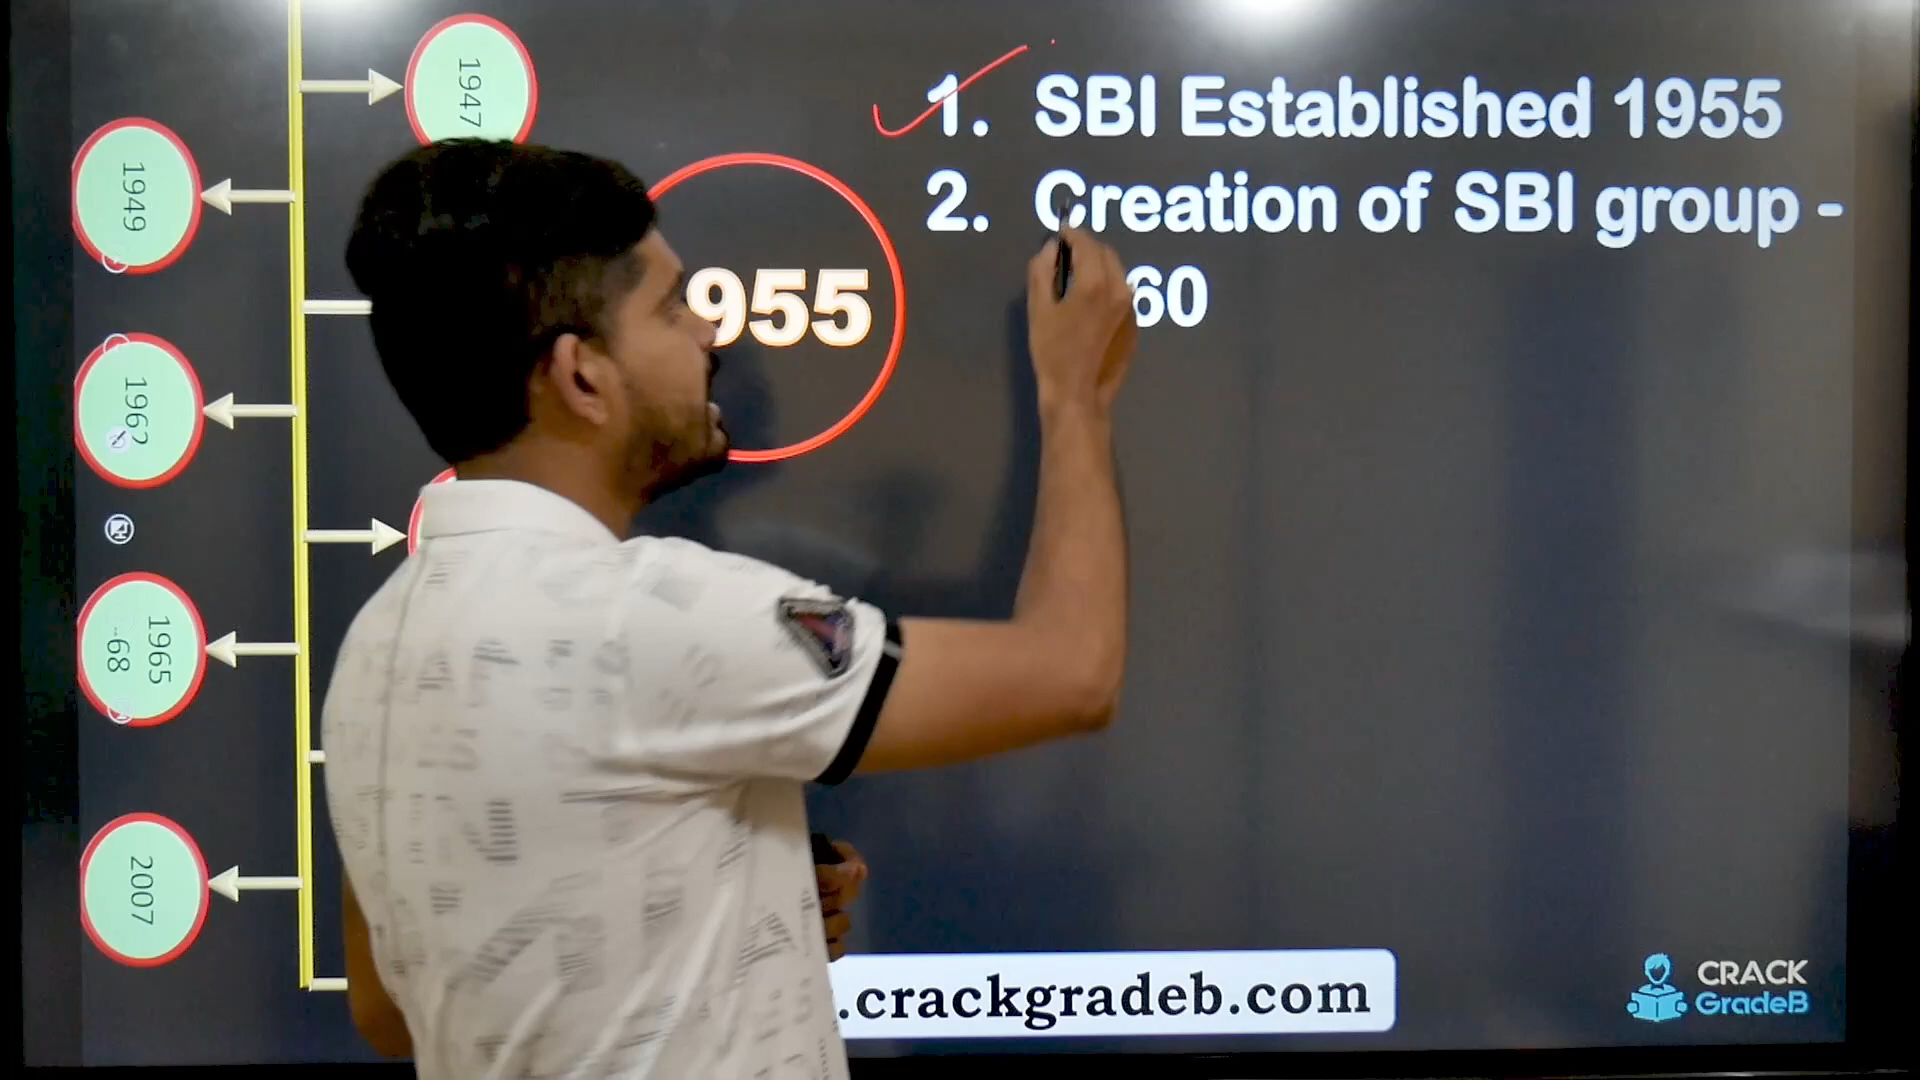 1947
1949
1962
1965
-68
2007
955
1. SBI Established 1955
2. Creation of SBI group -
60
.crackgradeb.com
CRACK
GradeB